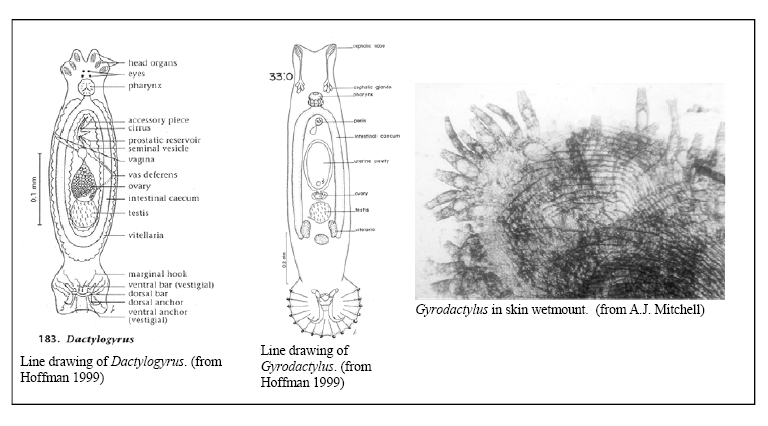 head organs
eyes
pharynx
accessory piece
cirrus
prostatic reservoir
seminal vesicle
vagina
vas deferens
ovary
intestinal caecum
testis
vitellaria
marginal hook
ventral bar (vestigial)
dorsal bar
dorsal anchor
ventral anchor
(vestigial)
0.1 mm
183. Dactylogyrus
Line drawing of Dactylogyrus. (from
Hoffman 1999)
330
cephalic lobe
cephalic glands
pharynx
penis
intestinal caecum
ovary
testis
vitellaria
Line drawing of
Gyrodactylus. (from
Hoffman 1999)
Gyrodactylus in skin wetmount. (from A.J. Mitchell)